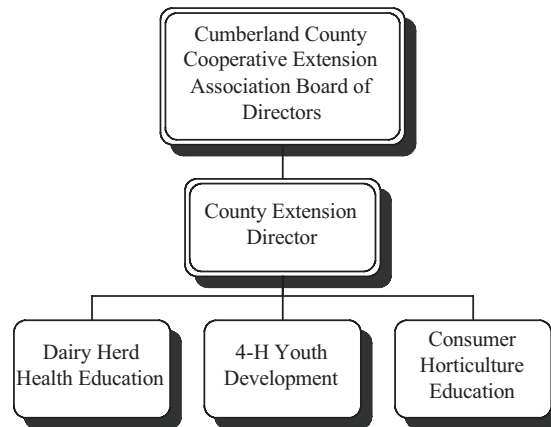 Cumberland County
Cooperative Extension
Association Board of
Directors
County Extension
Director
Dairy Herd
Health Education
4-H Youth
Development
Consumer
Horticulture
Education